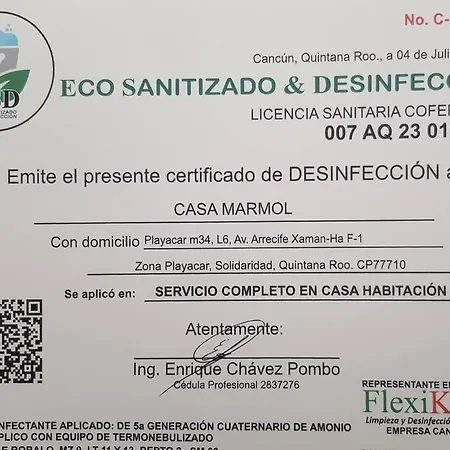 No. C-
Cancún, Quintana Roo., a 04 de Juli
ECO SANITIZADO & DESINFECC
LICENCIA SANITARIA COFEP
007 AQ 23 01
Emite el presente certificado de DESINFECCIÓN a
CASA MARMOL
Con domicilio Playacar m34, L6, Av. Arrecife Xaman-Ha F-1
Zona Playacar, Solidaridad, Quintana Roo. CP77710
Se aplicó en: SERVICIO COMPLETO EN CASA HABITACIÓN
Atentamente:
Ing. Enrique Chávez Pombo
Cédula Profesional 2837276
REPRESENTANTE E
FlexiK
Limpieza y Desinfecció
EMPRESA CAN
NFECTANTE APLICADO: DE 5a GENERACIÓN CUATERNARIO DE AMONIO
PLICO CON EQUIPO DE TERMONEBULIZADO